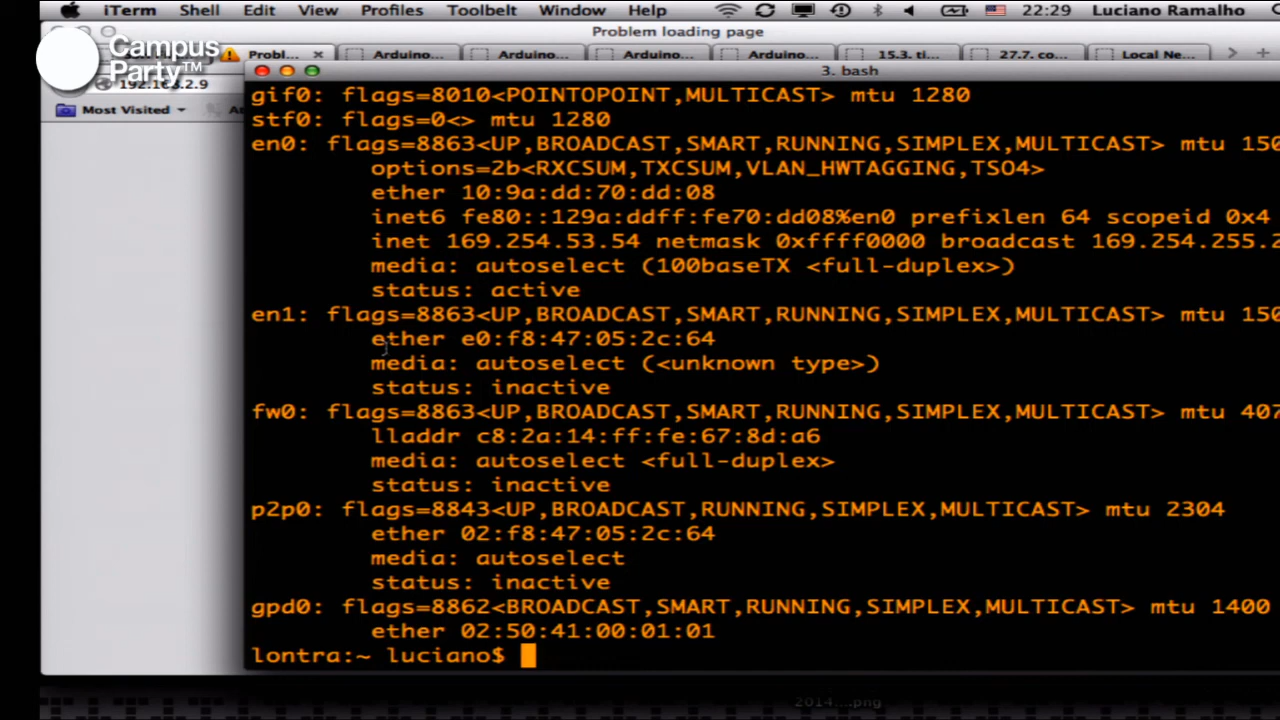 iTerm Shell Edit View Profiles Toolbelt Window Help 22:29 Luciano Ramalho
Problem loading page
Campus
Party™
Probl... Arduino... Arduino... Arduino... Arduino... 15.3. ti... 27.7. co... Local Ne...
192.168.2.9
3. bash
Most Visited
gif0: flags=8010<POINTOPOINT,MULTICAST> mtu 1280
stf0: flags=0<> mtu 1280
en0: flags=8863<UP,BROADCAST,SMART,RUNNING,SIMPLEX,MULTICAST> mtu 150
options=2b<RXCSUM,TXCSUM,VLAN_HWTAGGING,TSO4>
ether 10:9a:dd:70:dd:08
inet6 fe80::129a:ddff:fe70:dd08%en0 prefixlen 64 scopeid 0x4
inet 169.254.53.54 netmask 0xffff0000 broadcast 169.254.255.2
media: autoselect (100baseTX <full-duplex>)
status: active
en1: flags=8863<UP,BROADCAST,SMART,RUNNING,SIMPLEX,MULTICAST> mtu 150
ether e0:f8:47:05:2c:64
media: autoselect (<unknown type>)
status: inactive
fw0: flags=8863<UP,BROADCAST,SMART,RUNNING,SIMPLEX,MULTICAST> mtu 407
lladdr c8:2a:14:ff:fe:67:8d:a6
media: autoselect <full-duplex>
status: inactive
p2p0: flags=8843<UP,BROADCAST,RUNNING,SIMPLEX,MULTICAST> mtu 2304
ether 02:f8:47:05:2c:64
media: autoselect
status: inactive
gpd0: flags=8862<BROADCAST,SMART,RUNNING,SIMPLEX,MULTICAST> mtu 1400
ether 02:50:41:00:01:01
lontra:~ luciano$
2014....png